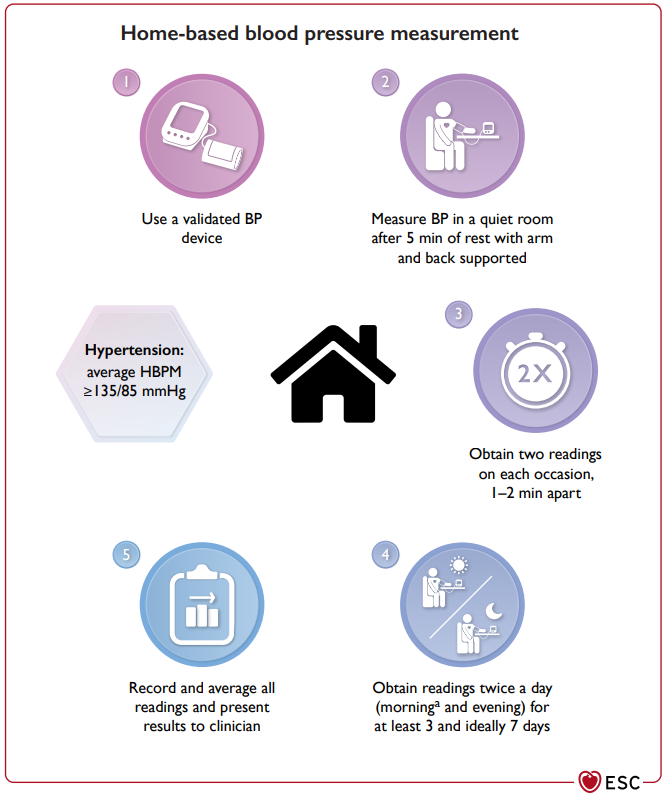 Home-based blood pressure measurement
1
Use a validated BP
device
2
Measure BP in a quiet room
after 5 min of rest with arm
and back supported
3
2X
Obtain two readings
on each occasion,
1–2 min apart
4
Obtain readings twice a day
(morningᵃ and evening) for
at least 3 and ideally 7 days
5
Record and average all
readings and present
results to clinician
Hypertension:
average HBPM
≥135/85 mmHg
ESC